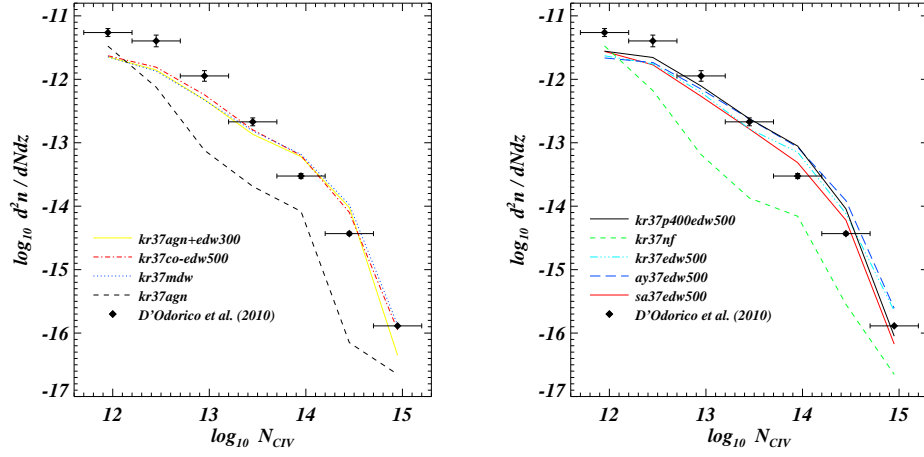 -11
-12
-13
-14
-15
-16
-17
log₁₀ d²n / dNdz
kr37agn+edw300
kr37co-edw500
kr37mdw
kr37agn
D'Odorico et al. (2010)
12 13 14 15
log₁₀ N_CIV
-11
-12
-13
-14
-15
-16
-17
log₁₀ d²n / dNdz
kr37p400edw500
kr37nf
kr37edw500
ay37edw500
sa37edw500
D'Odorico et al. (2010)
12 13 14 15
log₁₀ N_CIV